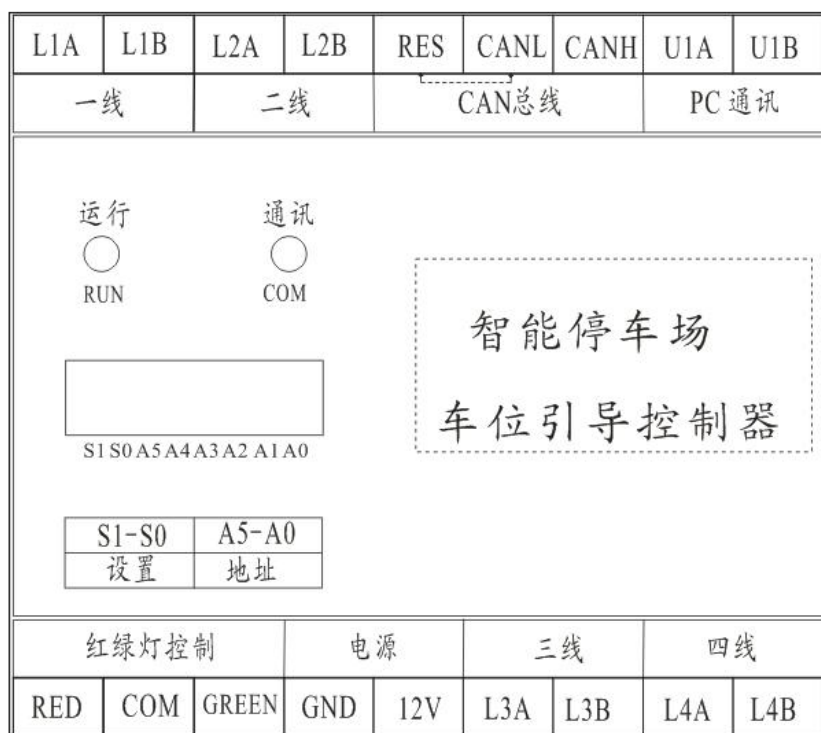 L1A L1B L2A L2B RES CANL CANH U1A U1B
一线 二线 CAN总线 PC通讯
运行 通讯
RUN COM
智能停车场
车位引导控制器
S1 S0 A5 A4 A3 A2 A1 A0
S1-S0 A5-A0
设置 地址
红绿灯控制 电源 三线 四线
RED COM GREEN GND 12V L3A L3B L4A L4B